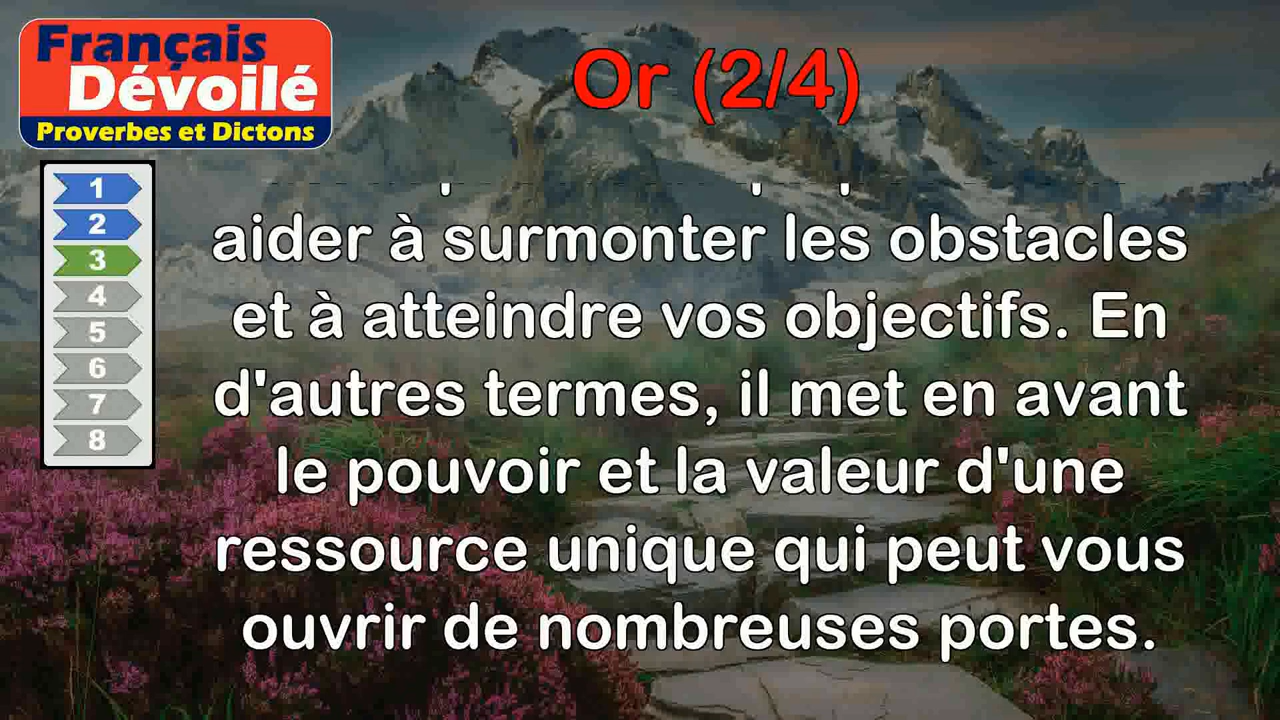 Français
Dévoilé
Proverbes et Dictons
Or (2/4)
1
2
3
4
5
6
7
8
aider à surmonter les obstacles
et à atteindre vos objectifs. En
d'autres termes, il met en avant
le pouvoir et la valeur d'une
ressource unique qui peut vous
ouvrir de nombreuses portes.